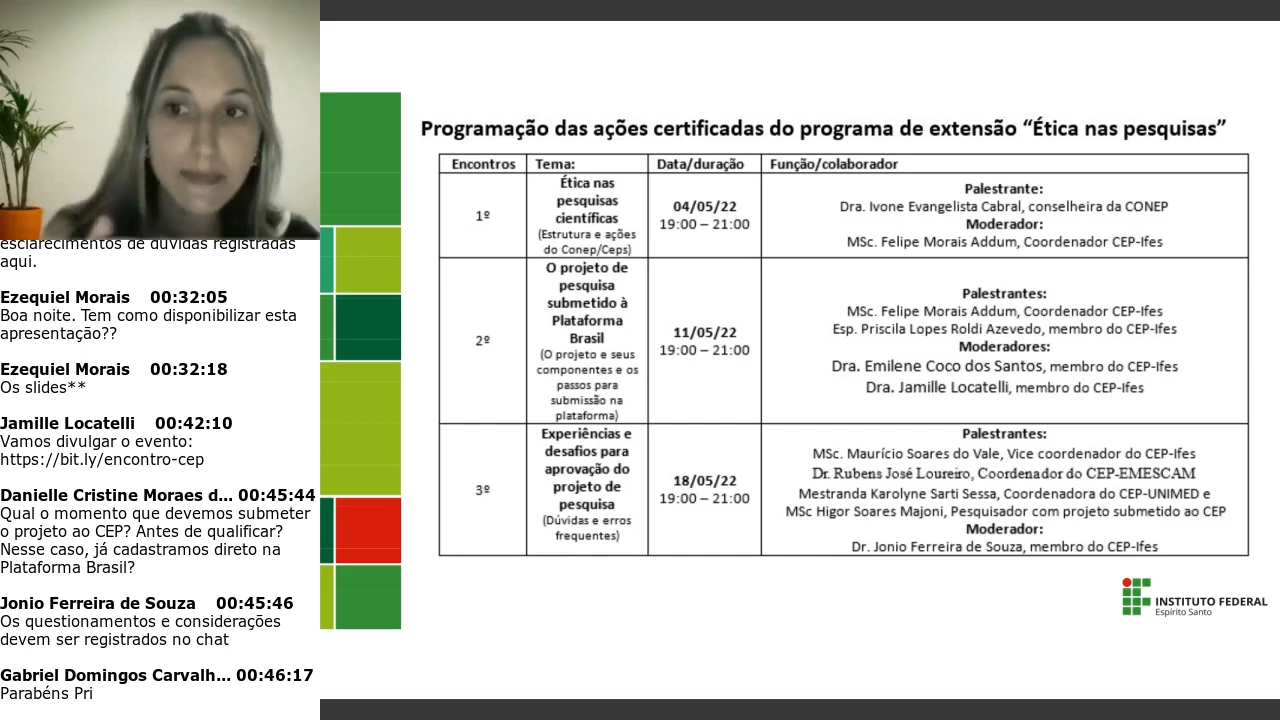 esclarecimentos de dúvidas registradas
aqui.
Ezequiel Morais 00:32:05
Boa noite. Tem como disponibilizar esta
apresentação??
Ezequiel Morais 00:32:18
Os slides**
Jamille Locatelli 00:42:10
Vamos divulgar o evento:
https://bit.ly/encontro-cep
Danielle Cristine Moraes d... 00:45:44
Qual o momento que devemos submeter
o projeto ao CEP? Antes de qualificar?
Nesse caso, já cadastramos direto na
Plataforma Brasil?
Jonio Ferreira de Souza 00:45:46
Os questionamentos e considerações
devem ser registrados no chat
Gabriel Domingos Carvalh... 00:46:17
Parabéns Pri
Programação das ações certificadas do programa de extensão “Ética nas pesquisas”
Encontros Tema: Data/duração Função/colaborador
1º
Ética nas
pesquisas
científicas
(Estrutura e ações
do Conep/Ceps)
04/05/22
19:00 – 21:00
Palestrante:
Dra. Ivone Evangelista Cabral, conselheira da CONEP
Moderador:
MSc. Felipe Morais Addum, Coordenador CEP-Ifes
2º
O projeto de
pesquisa
submetido à
Plataforma
Brasil
(O projeto e seus
componentes e os
passos para
submissão na
plataforma)
11/05/22
19:00 – 21:00
Palestrantes:
MSc. Felipe Morais Addum, Coordenador CEP-Ifes
Esp. Priscila Lopes Roldi Azevedo, membro do CEP-Ifes
Moderadores:
Dra. Emilene Coco dos Santos, membro do CEP-Ifes
Dra. Jamille Locatelli, membro do CEP-Ifes
3º
Experiências e
desafios para
aprovação do
projeto de
pesquisa
(Dúvidas e erros
frequentes)
18/05/22
19:00 – 21:00
Palestrantes:
MSc. Maurício Soares do Vale, Vice coordenador do CEP-Ifes
Dr. Rubens José Loureiro, Coordenador do CEP-EMESCAM
Mestranda Karolyne Sarti Sessa, Coordenadora do CEP-UNIMED e
MSc Higor Soares Majoni, Pesquisador com projeto submetido ao CEP
Moderador:
Dr. Jonio Ferreira de Souza, membro do CEP-Ifes
INSTITUTO FEDERAL
Espírito Santo